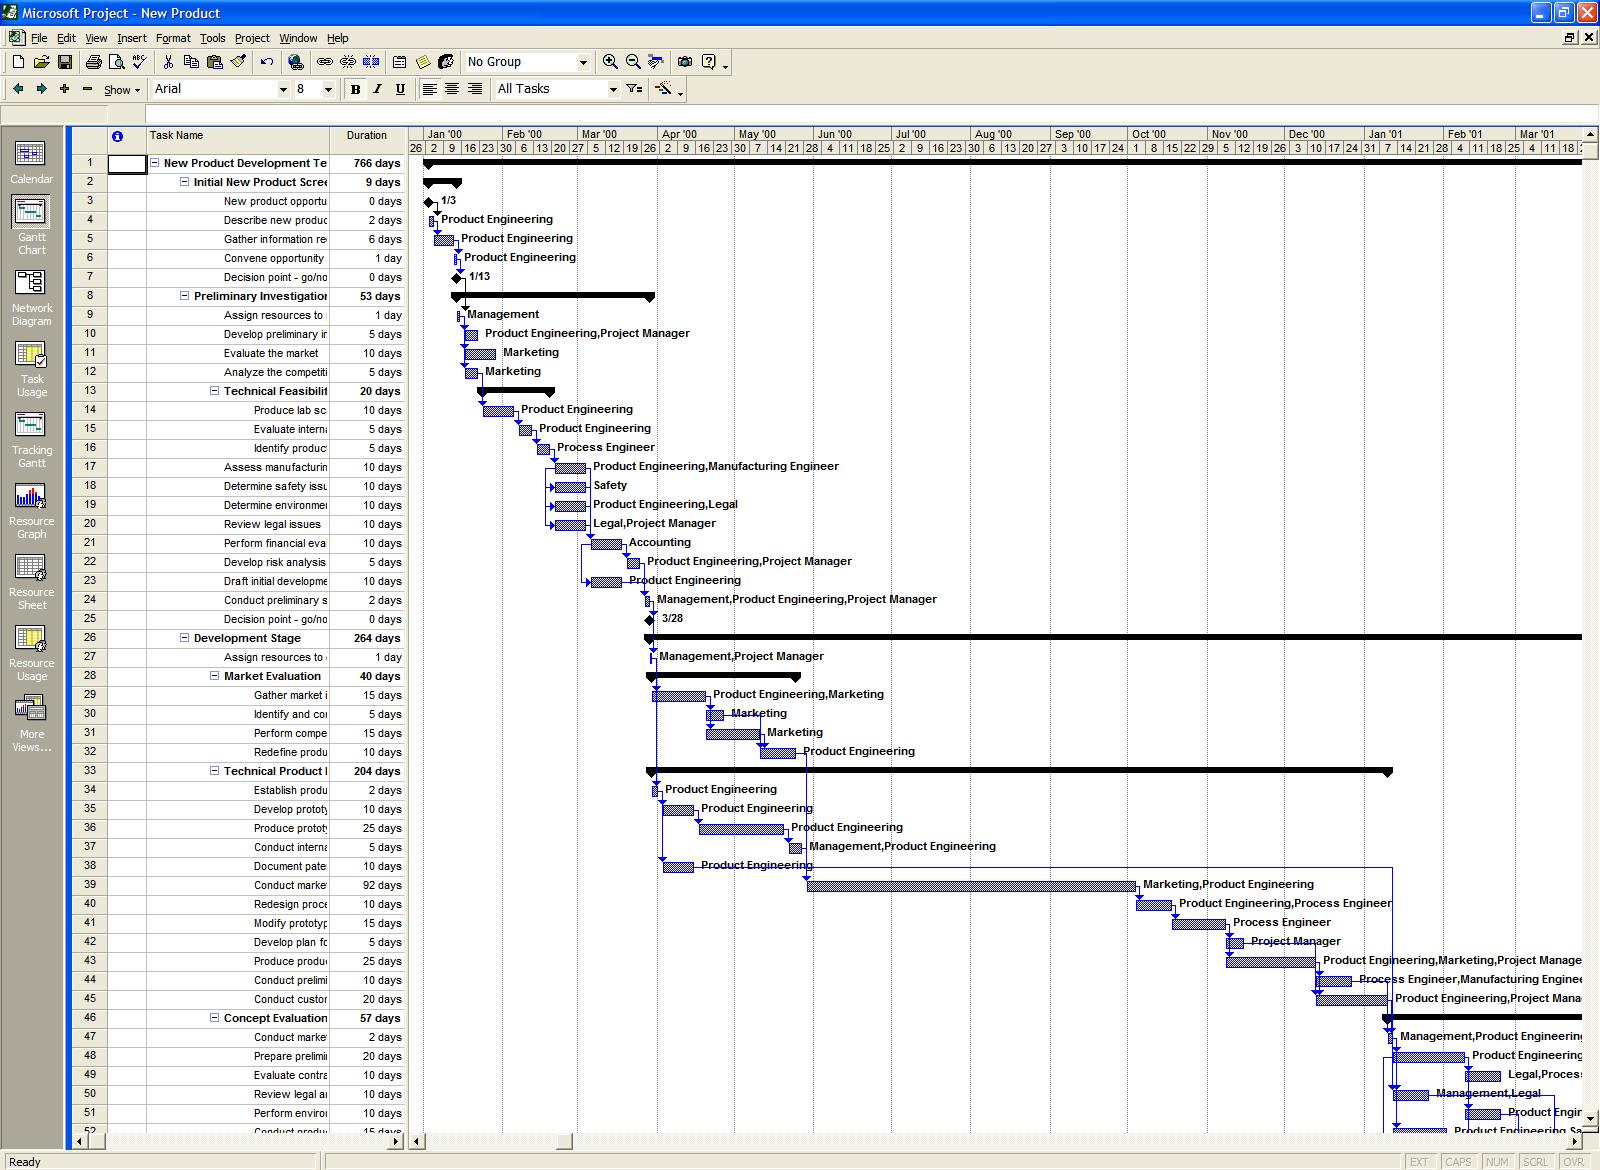 Microsoft Project - New Product
File Edit View Insert Format Tools Project Window Help
No Group
Show Arial 8 B I U All Tasks
Task Name Duration
Jan '00 Feb '00 Mar '00 Apr '00 May '00 Jun '00 Jul '00 Aug '00 Sep '00 Oct '00 Nov '00 Dec '00 Jan '01 Feb '01 Mar '01
26 2 9 16 23 30 6 13 20 27 5 12 19 26 2 9 16 23 30 7 14 21 28 4 11 18 25 2 9 16 23 30 6 13 20 27 3 10 17 24 1 8 15 22 29 5 12 19 26 3 10 17 24 31 7 14 21 28 4 11 18 25 4 11 18
Calendar
Gantt
Chart
Network
Diagram
Task
Usage
Tracking
Gantt
Resource
Graph
Resource
Sheet
Resource
Usage
More
Views...
1 New Product Development Te 766 days
2 Initial New Product Scree 9 days
3 New product opportu 0 days 1/3
4 Describe new produc 2 days Product Engineering
5 Gather information re 6 days Product Engineering
6 Convene opportunity 1 day Product Engineering
7 Decision point - go/no 0 days 1/13
8 Preliminary Investigation 53 days
9 Assign resources to 1 day Management
10 Develop preliminary in 5 days Product Engineering,Project Manager
11 Evaluate the market 10 days Marketing
12 Analyze the competiti 5 days Marketing
13 Technical Feasibilit 20 days
14 Produce lab sc 10 days Product Engineering
15 Evaluate intern 5 days Product Engineering
16 Identify produc 5 days Process Engineer
17 Assess manufacturin 10 days Product Engineering,Manufacturing Engineer
18 Determine safety issu 10 days Safety
19 Determine environmen 10 days Product Engineering,Legal
20 Review legal issues 10 days Legal,Project Manager
21 Perform financial eva 10 days Accounting
22 Develop risk analysis 5 days Product Engineering,Project Manager
23 Draft initial developme 10 days Product Engineering
24 Conduct preliminary s 2 days Management,Product Engineering,Project Manager
25 Decision point - go/no 0 days 3/28
26 Development Stage 264 days
27 Assign resources to 1 day Management,Project Manager
28 Market Evaluation 40 days
29 Gather market i 15 days Product Engineering,Marketing
30 Identify and co 5 days Marketing
31 Perform compe 15 days Marketing
32 Redefine produ 10 days Product Engineering
33 Technical Product 204 days
34 Establish produ 2 days Product Engineering
35 Develop prototy 10 days Product Engineering
36 Produce protot 25 days Product Engineering
37 Conduct interna 5 days Management,Product Engineering
38 Document pate 10 days Product Engineering
39 Conduct marke 92 days Marketing,Product Engineering
40 Redesign proce 10 days Product Engineering,Process Engineer
41 Modify prototyp 15 days Process Engineer
42 Develop plan fo 5 days Project Manager
43 Produce produ 25 days Product Engineering,Marketing,Project Manage
44 Conduct prelimi 10 days Process Engineer,Manufacturing Enginee
45 Conduct custor 20 days Product Engineering,Project Mana
46 Concept Evaluation 57 days
47 Conduct marke 2 days Management,Product Engineering
48 Prepare prelimi 20 days Product Engineering
49 Evaluate contra 10 days Legal,Proces
50 Review legal a 10 days Management,Legal
51 Perform enviror 10 days Product Engin
52 Conduct produ 15 days Product Engineering,Sa
Ready EXT CAPS NUM SCRL OVR